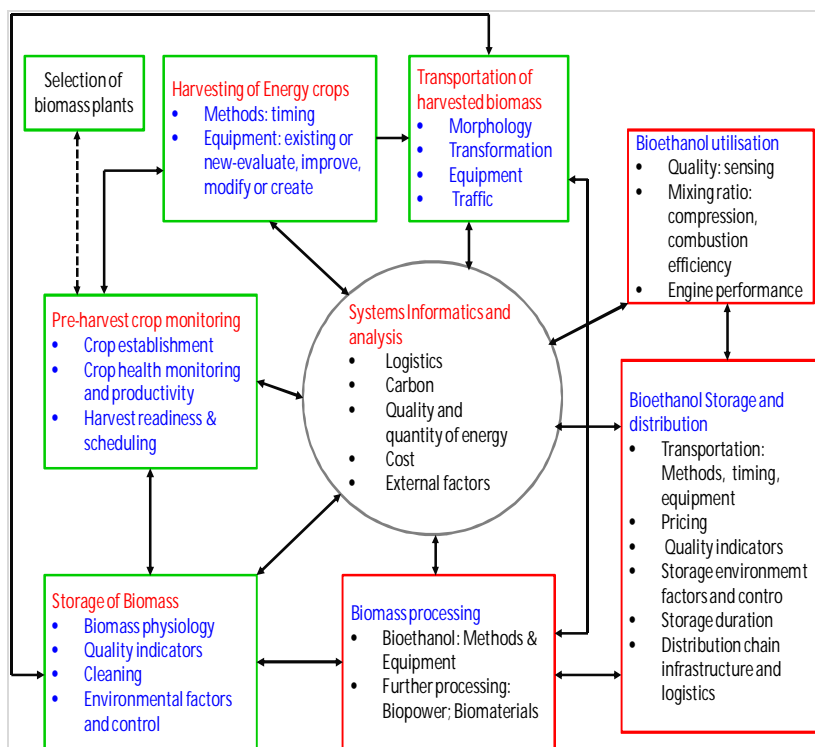 Selection of
biomass plants
Harvesting of Energy crops
• Methods: timing
• Equipment: existing or
new-evaluate, improve,
modify or create
Transportation of
harvested biomass
• Morphology
• Transformation
• Equipment
• Traffic
Bioethanol utilisation
• Quality: sensing
• Mixing ratio:
compression,
combustion
efficiency
• Engine performance
Pre-harvest crop monitoring
• Crop establishment
• Crop health monitoring
and productivity
• Harvest readiness &
scheduling
Systems Informatics and
analysis
• Logistics
• Carbon
• Quality and
quantity of energy
• Cost
• External factors
Bioethanol Storage and
distribution
• Transportation:
Methods, timing,
equipment
• Pricing
• Quality indicators
• Storage environmemt
factors and contro
• Storage duration
• Distribution chain
infrastructure and
logistics
Storage of Biomass
• Biomass physiology
• Quality indicators
• Cleaning
• Environmental factors
and control
Biomass processing
• Bioethanol: Methods &
Equipment
• Further processing:
Biopower; Biomaterials